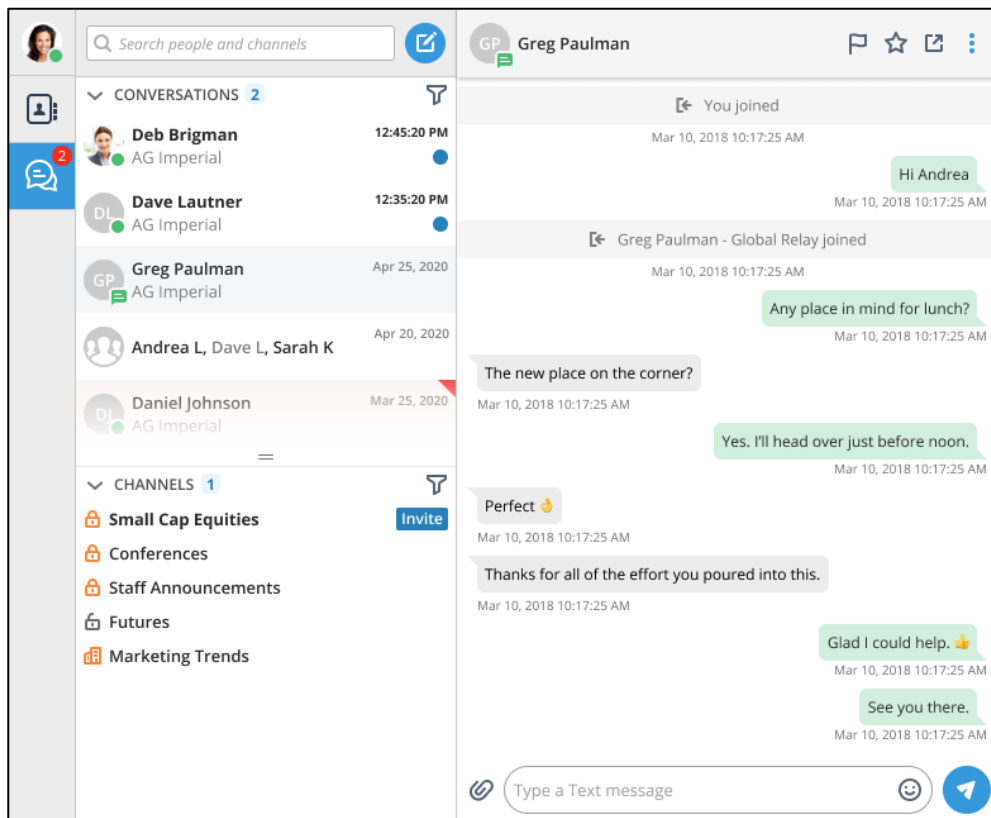 Search people and channels
CONVERSATIONS 2
2
Deb Brigman 12:45:20 PM
AG Imperial
DL
Dave Lautner 12:35:20 PM
AG Imperial
GP
Greg Paulman Apr 25, 2020
AG Imperial
Andrea L, Dave L, Sarah K Apr 20, 2020
DJ
Daniel Johnson Mar 25, 2020
AG Imperial
CHANNELS 1
Small Cap Equities Invite
Conferences
Staff Announcements
Futures
Marketing Trends
GP
Greg Paulman
You joined
Mar 10, 2018 10:17:25 AM
Hi Andrea
Mar 10, 2018 10:17:25 AM
Greg Paulman - Global Relay joined
Mar 10, 2018 10:17:25 AM
Any place in mind for lunch?
Mar 10, 2018 10:17:25 AM
The new place on the corner?
Mar 10, 2018 10:17:25 AM
Yes. I'll head over just before noon.
Mar 10, 2018 10:17:25 AM
Perfect 👌
Mar 10, 2018 10:17:25 AM
Thanks for all of the effort you poured into this.
Mar 10, 2018 10:17:25 AM
Glad I could help. 👍
Mar 10, 2018 10:17:25 AM
See you there.
Mar 10, 2018 10:17:25 AM
Type a Text message